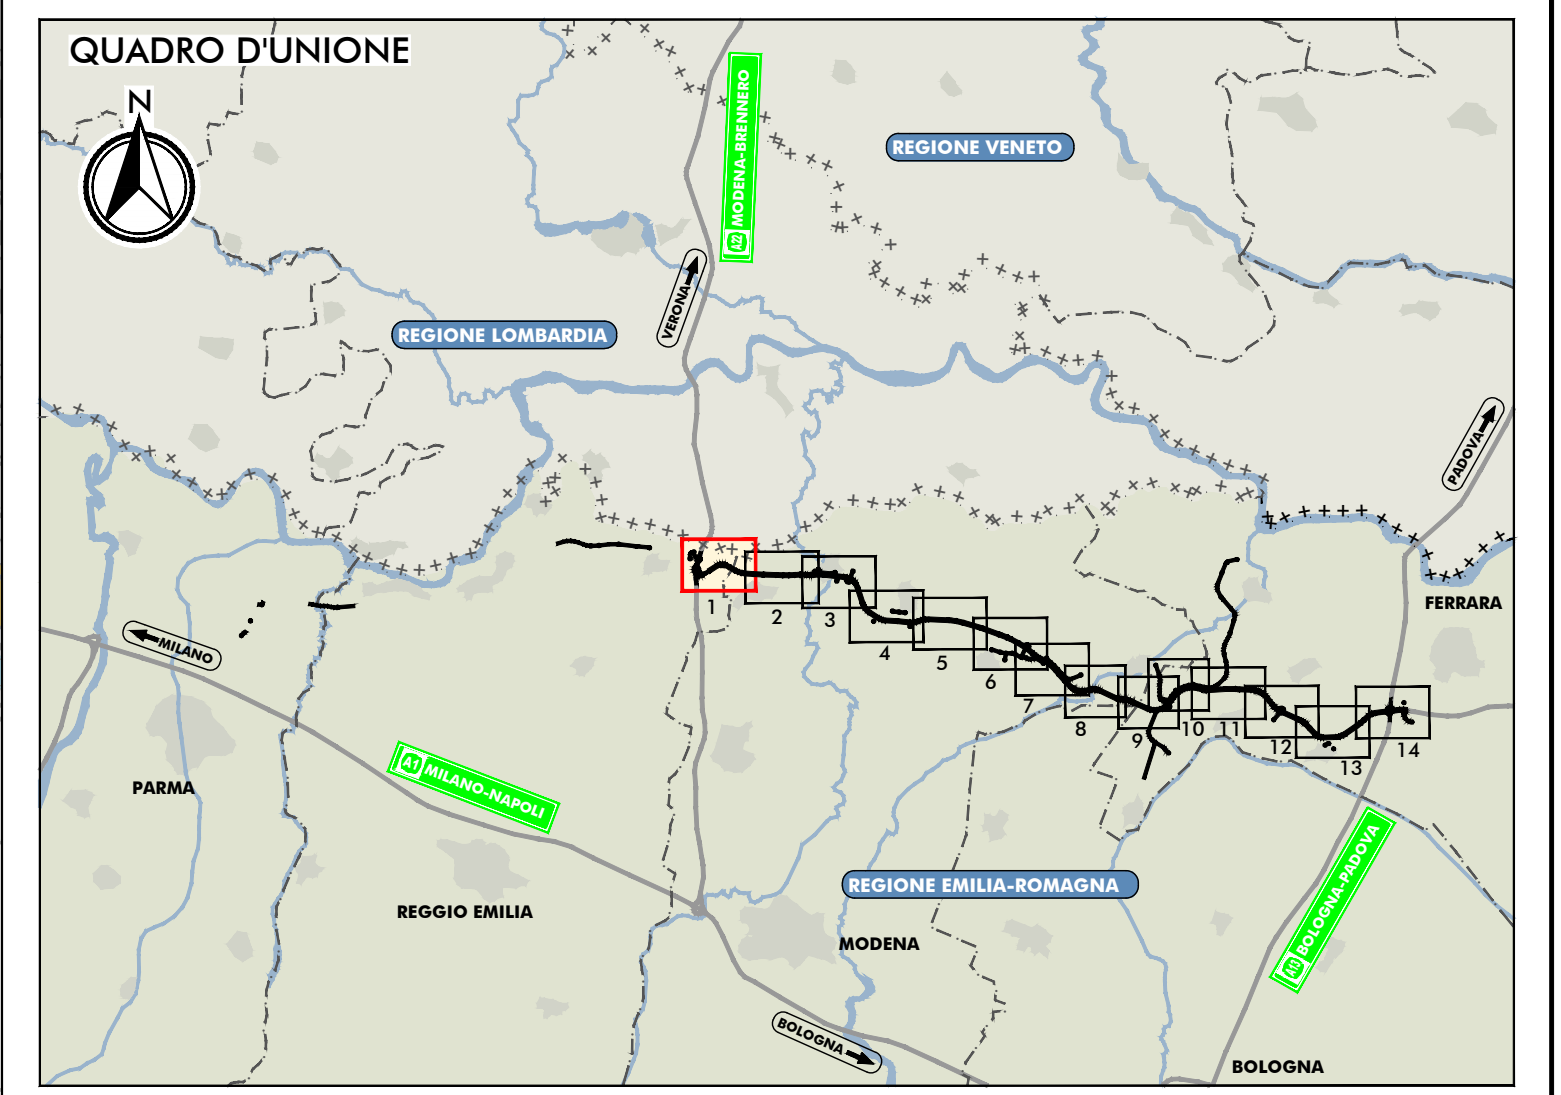 QUADRO D'UNIONE
N
A22 MODENA-BRENNERO
REGIONE VENETO
VERONA
REGIONE LOMBARDIA
PADOVA
FERRARA
MILANO
1
2
3
4
5
6
7
8
9
10
11
12
13
14
PARMA
A1 MILANO-NAPOLI
A13 BOLOGNA-PADOVA
REGIONE EMILIA-ROMAGNA
REGGIO EMILIA
MODENA
BOLOGNA
BOLOGNA